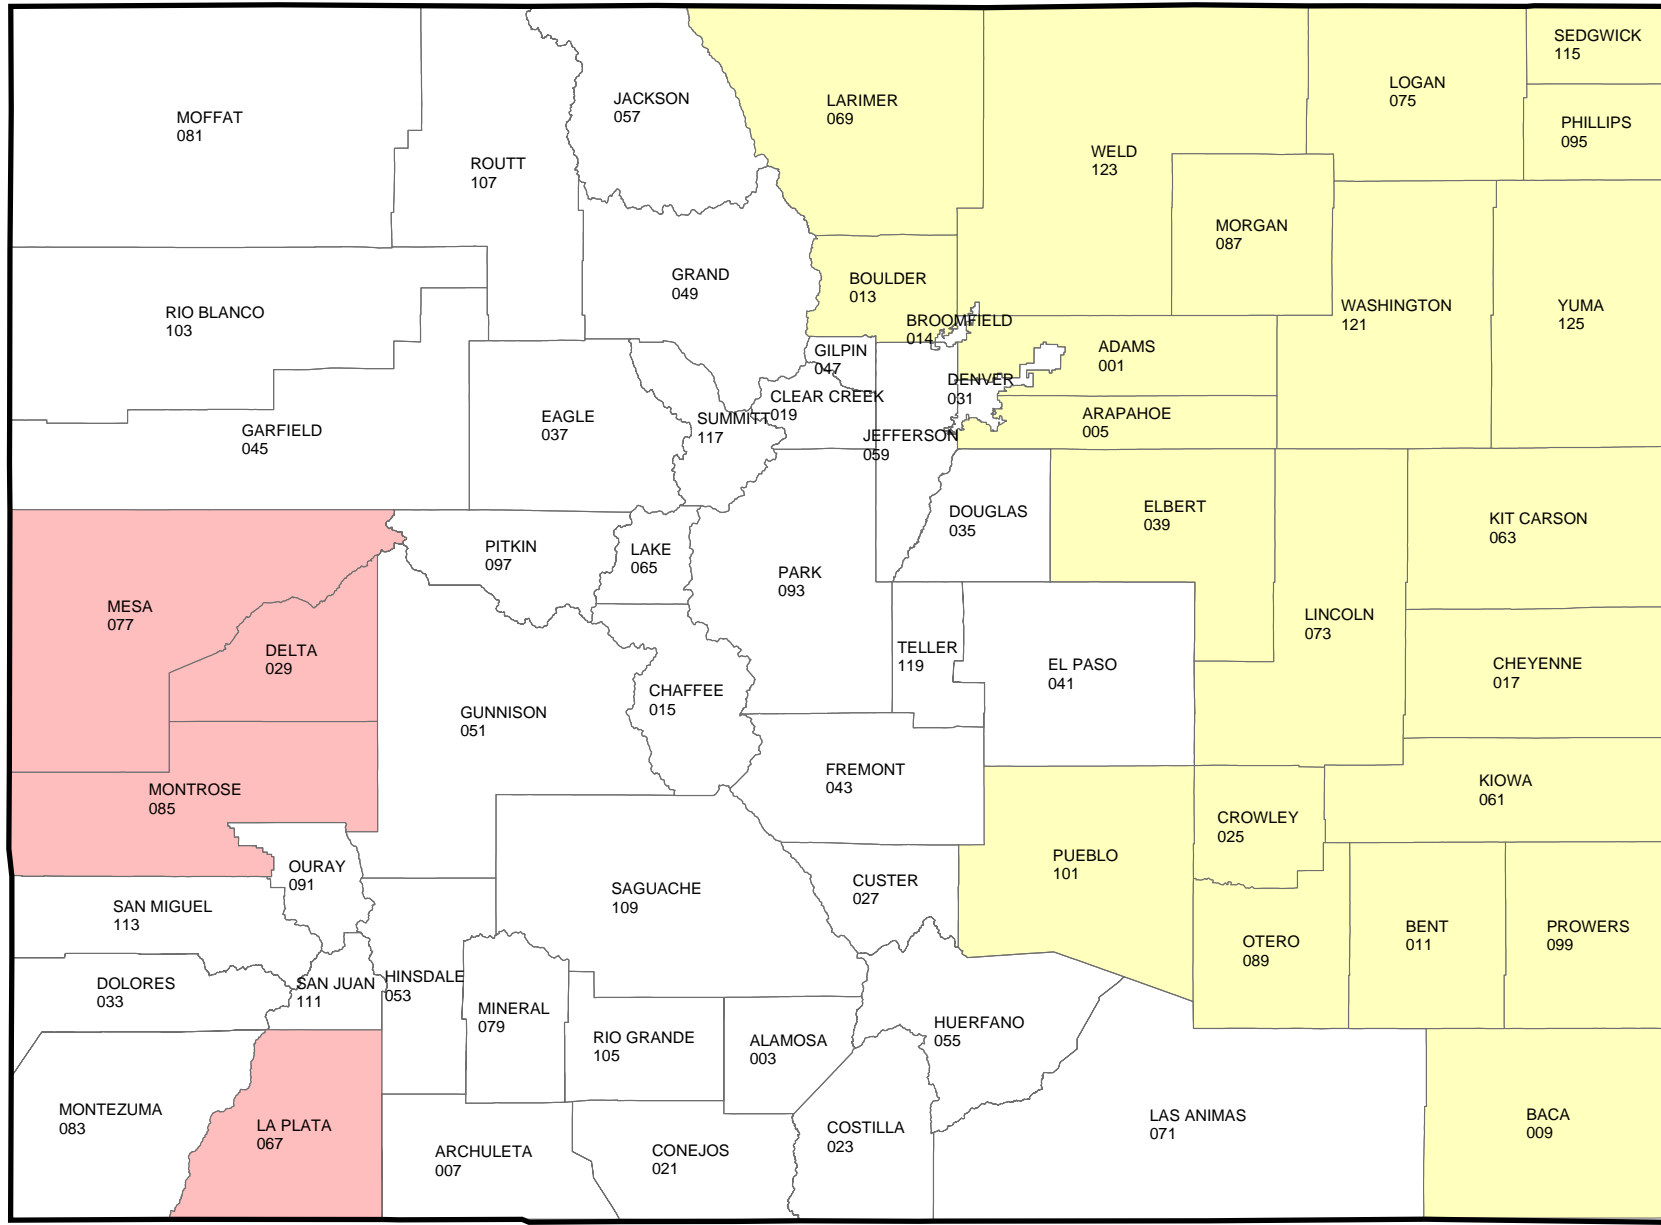 SEDGWICK
115
LOGAN
075
JACKSON
057
LARIMER
069
MOFFAT
081
PHILLIPS
095
WELD
123
ROUTT
107
MORGAN
087
GRAND
049
BOULDER
013
RIO BLANCO
103
WASHINGTON
121
YUMA
125
BROOMFIELD
014
GILPIN
047
ADAMS
001
DENVER
031
CLEAR CREEK
019
EAGLE
037
SUMMITT
117
ARAPAHOE
005
GARFIELD
045
JEFFERSON
059
DOUGLAS
035
ELBERT
039
KIT CARSON
063
PITKIN
097
LAKE
065
PARK
093
MESA
077
LINCOLN
073
DELTA
029
TELLER
119
EL PASO
041
CHEYENNE
017
CHAFFEE
015
GUNNISON
051
FREMONT
043
KIOWA
061
MONTROSE
085
CROWLEY
025
PUEBLO
101
OURAY
091
SAGUACHE
109
CUSTER
027
SAN MIGUEL
113
OTERO
089
BENT
011
PROWERS
099
DOLORES
033
SAN JUAN
111
HINSDALE
053
MINERAL
079
RIO GRANDE
105
ALAMOSA
003
HUERFANO
055
MONTEZUMA
083
LA PLATA
067
ARCHULETA
007
CONEJOS
021
COSTILLA
023
LAS ANIMAS
071
BACA
009